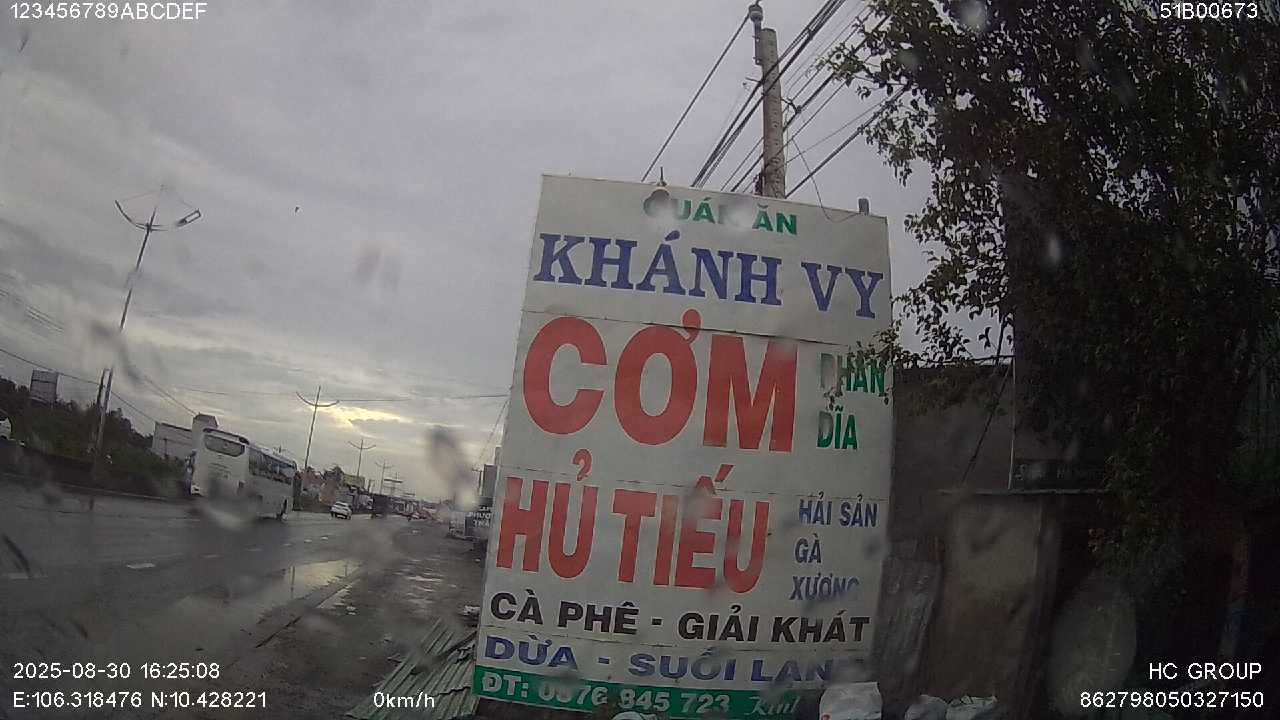 123456789ABCDEF
51B00673
QUÁN ĂN
KHÁNH VY
CƠM
PHẦN
DĨA
HỦ TIẾU
HẢI SẢN
GÀ
XƯƠNG
CÀ PHÊ - GIẢI KHÁT
DỪA - SUỐI LẠNH
ĐT: 0376 845 723
2025-08-30 16:25:08
E:106.318476 N:10.428221
0km/h
HC GROUP
862798050327150